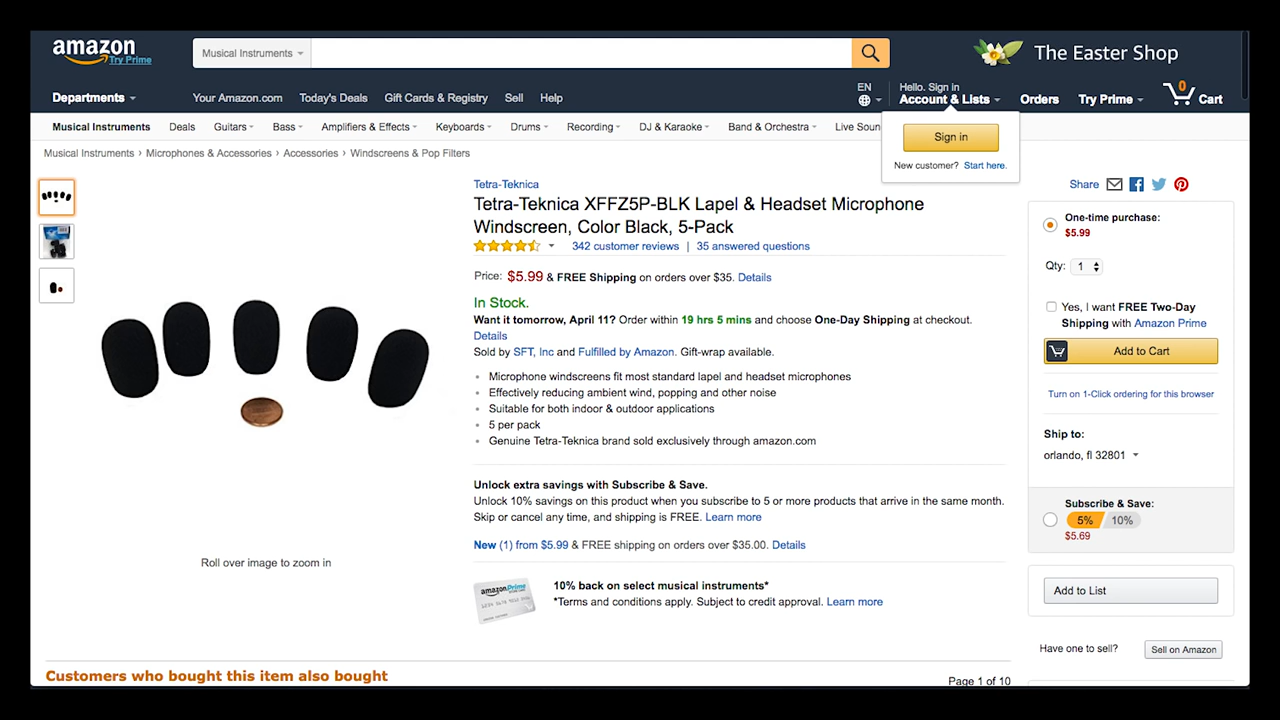 amazon
Try Prime
Musical Instruments
The Easter Shop
Departments
Your Amazon.com
Today's Deals
Gift Cards & Registry
Sell
Help
EN
Hello. Sign in
Account & Lists
Orders
Try Prime
0
Cart
Musical Instruments
Deals
Guitars
Bass
Amplifiers & Effects
Keyboards
Drums
Recording
DJ & Karaoke
Band & Orchestra
Live Soun
Sign in
New customer? Start here.
Musical Instruments › Microphones & Accessories › Accessories › Windscreens & Pop Filters
Tetra-Teknica
Tetra-Teknica XFFZ5P-BLK Lapel & Headset Microphone
Windscreen, Color Black, 5-Pack
342 customer reviews | 35 answered questions
Price: $5.99 & FREE Shipping on orders over $35. Details
In Stock.
Want it tomorrow, April 11? Order within 19 hrs 5 mins and choose One-Day Shipping at checkout.
Details
Sold by SFT, Inc and Fulfilled by Amazon. Gift-wrap available.
Microphone windscreens fit most standard lapel and headset microphones
Effectively reducing ambient wind, popping and other noise
Suitable for both indoor & outdoor applications
5 per pack
Genuine Tetra-Teknica brand sold exclusively through amazon.com
Unlock extra savings with Subscribe & Save.
Unlock 10% savings on this product when you subscribe to 5 or more products that arrive in the same month.
Skip or cancel any time, and shipping is FREE. Learn more
New (1) from $5.99 & FREE shipping on orders over $35.00. Details
amazonPrime
10% back on select musical instruments*
*Terms and conditions apply. Subject to credit approval. Learn more
Roll over image to zoom in
Share
One-time purchase:
$5.99
Qty: 1
Yes, I want FREE Two-Day
Shipping with Amazon Prime
Add to Cart
Turn on 1-Click ordering for this browser
Ship to:
orlando, fl 32801
Subscribe & Save:
5% 10%
$5.69
Add to List
Have one to sell?
Sell on Amazon
Customers who bought this item also bought
Page 1 of 10